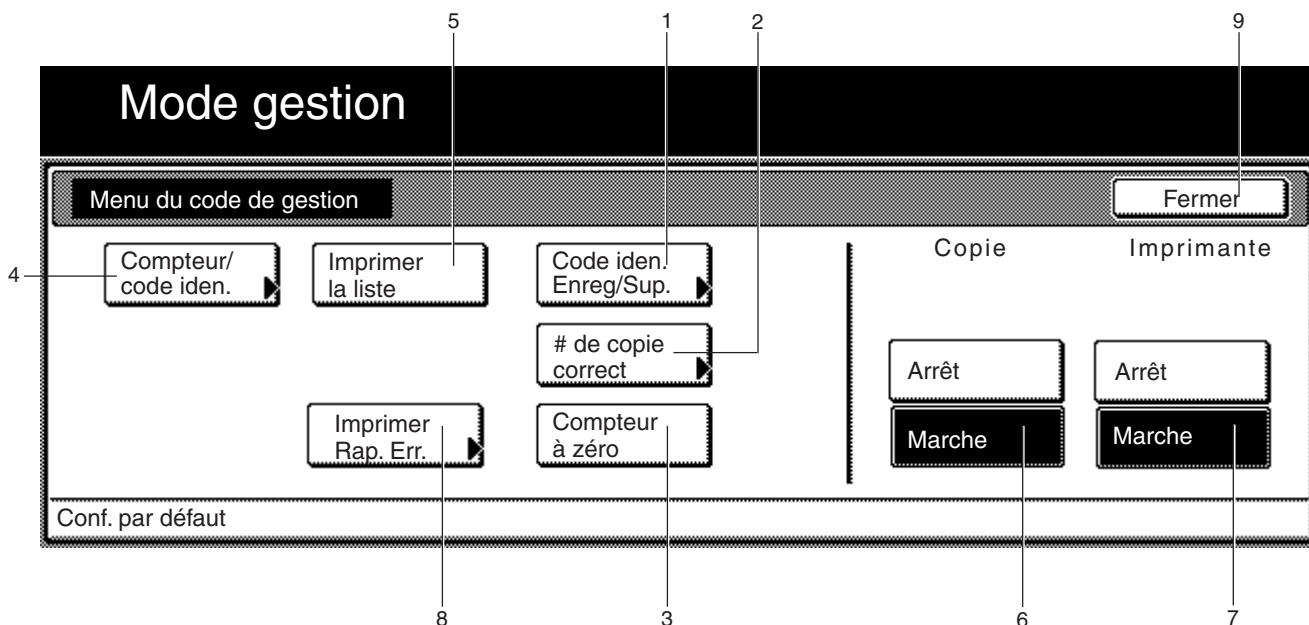 5 1 2 9
Mode gestion
Menu du code de gestion
Fermer
4
Compteur/
code iden.
Imprimer
la liste
Code iden.
Enreg/Sup.
# de copie
correct
Imprimer
Rap. Err.
Compteur
à zéro
Copie
Arrêt
Marche
Imprimante
Arrêt
Marche
Conf. par défaut
8 3 6 7